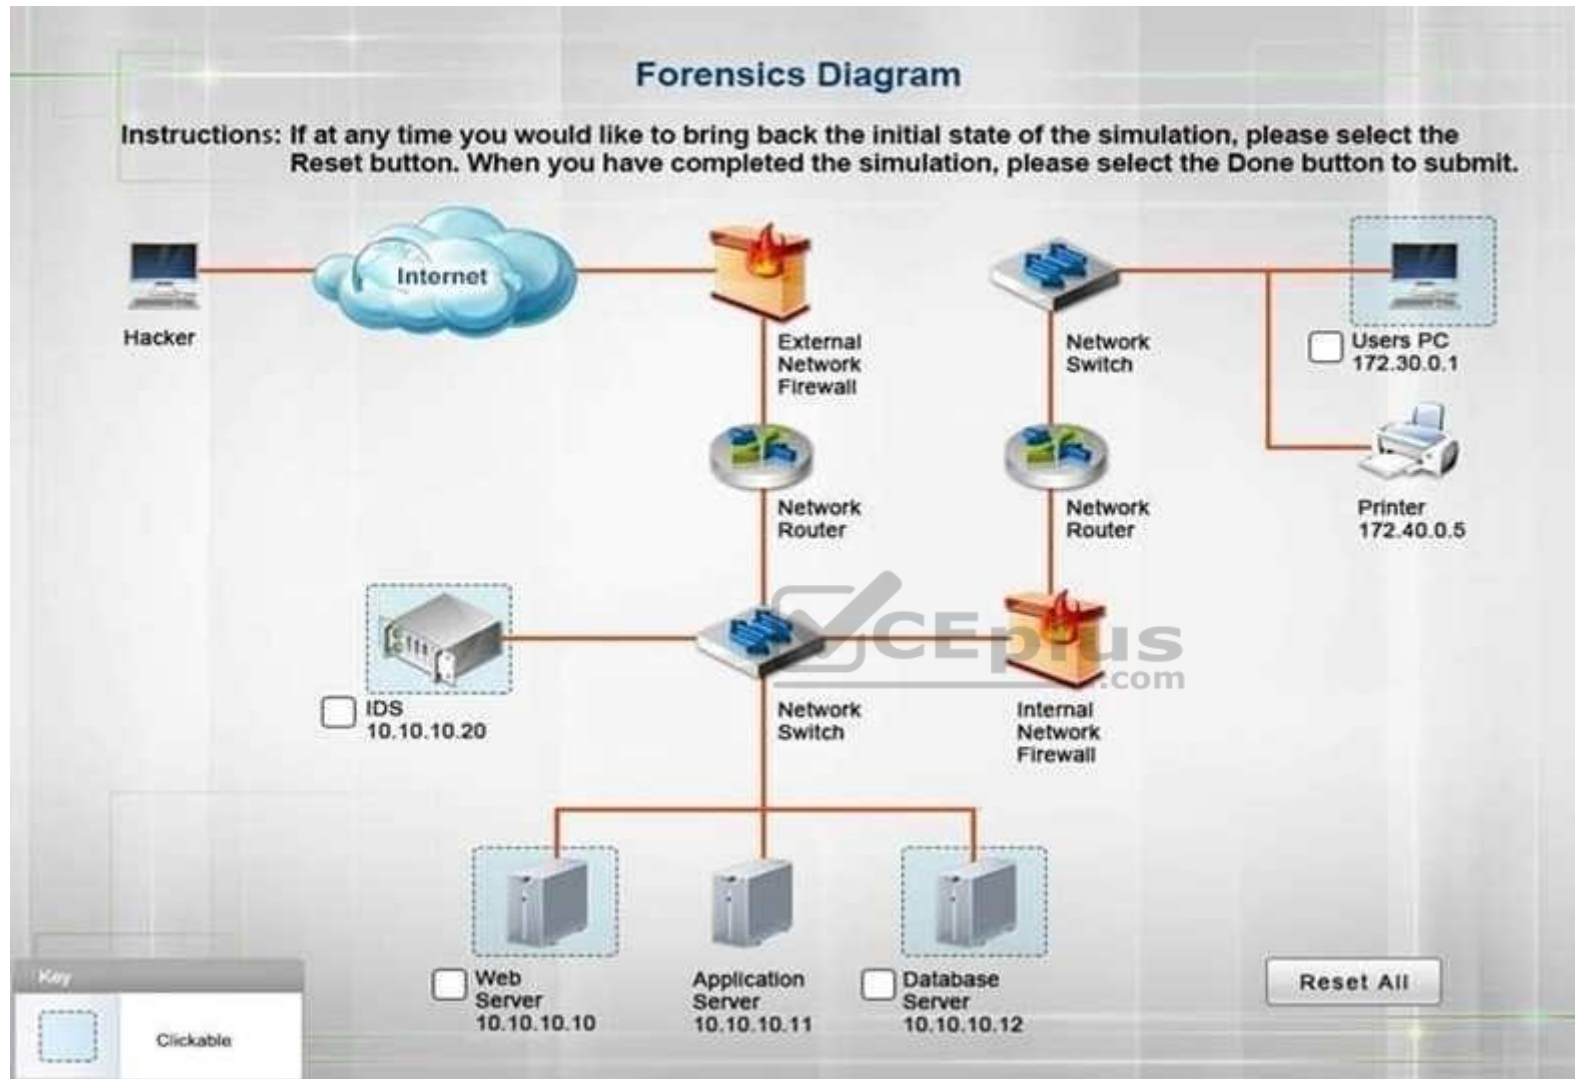 Forensics Diagram
Instructions: If at any time you would like to bring back the initial state of the simulation, please select the
Reset button. When you have completed the simulation, please select the Done button to submit.
Hacker
Internet
External
Network
Firewall
Network
Switch
Users PC
172.30.0.1
Network
Router
Network
Router
Printer
172.40.0.5
IDS
10.10.10.20
Network
Switch
Internal
Network
Firewall
CEplus
.com
Web
Server
10.10.10.10
Application
Server
10.10.10.11
Database
Server
10.10.10.12
Reset All
Key
Clickable